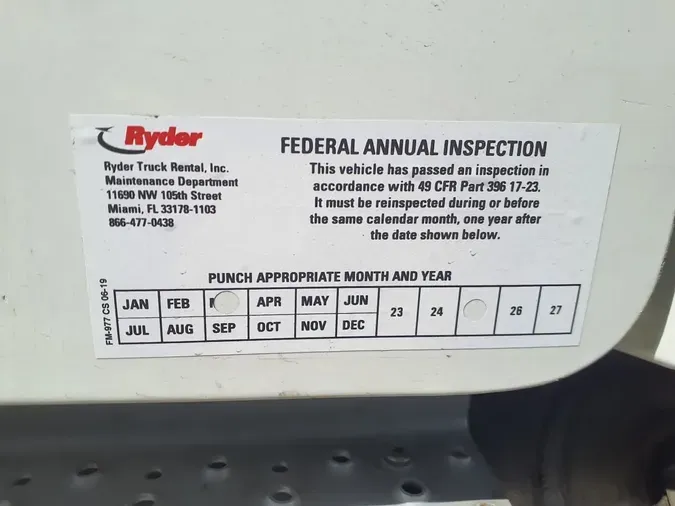 Ryder
Ryder Truck Rental, Inc.
Maintenance Department
11690 NW 105th Street
Miami, FL 33178-1103
866-477-0438
FEDERAL ANNUAL INSPECTION
This vehicle has passed an inspection in
accordance with 49 CFR Part 396 17-23.
It must be reinspected during or before
the same calendar month, one year after
the date shown below.
PUNCH APPROPRIATE MONTH AND YEAR
JAN FEB APR MAY JUN
JUL AUG SEP OCT NOV DEC
23 24 26 27
FM-977 CS 06-19